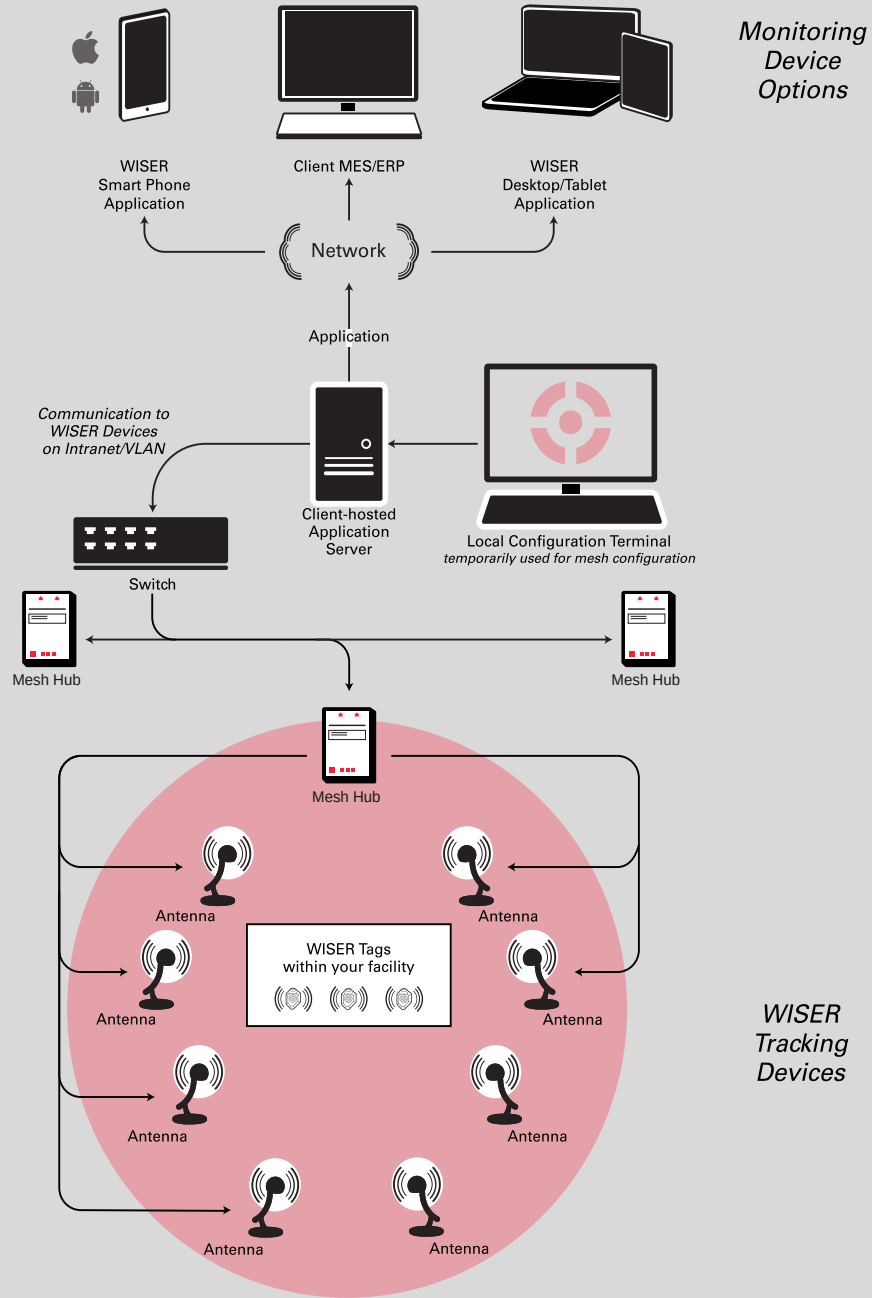 Monitoring
Device
Options
WISER
Smart Phone
Application
Client MES/ERP
WISER
Desktop/Tablet
Application
Network
Application
Communication to
WISER Devices
on Intranet/VLAN
Client-hosted
Application
Server
Local Configuration Terminal
temporarily used for mesh configuration
Switch
Mesh Hub
Mesh Hub
Mesh Hub
Antenna
Antenna
WISER Tags
within your facility
Antenna
Antenna
WISER
Tracking
Devices
Antenna
Antenna
Antenna
Antenna